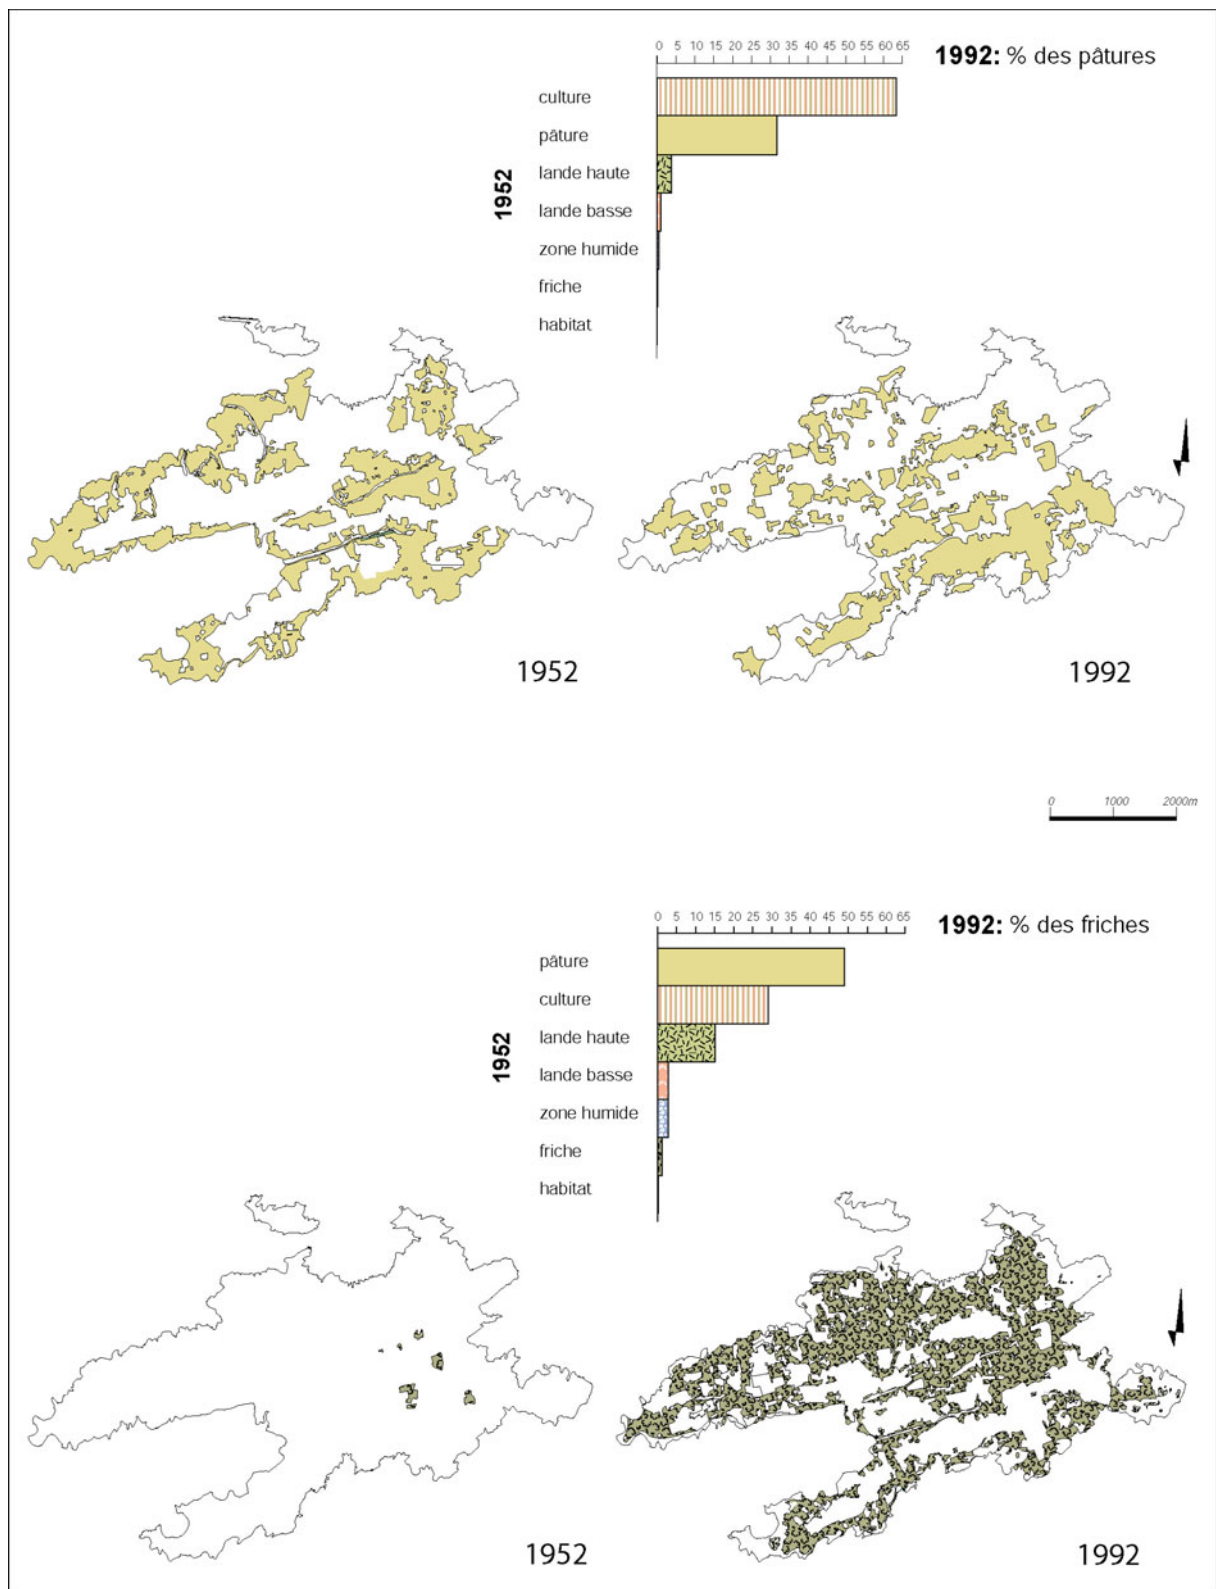 0 5 10 15 20 25 30 35 40 45 50 55 60 65
1992: % des pâtures
culture
pâture
lande haute
lande basse
zone humide
friche
habitat
1952
1952
1992
0 1000 2000m
0 5 10 15 20 25 30 35 40 45 50 55 60 65
1992: % des friches
pâture
culture
lande haute
lande basse
zone humide
friche
habitat
1952
1952
1992